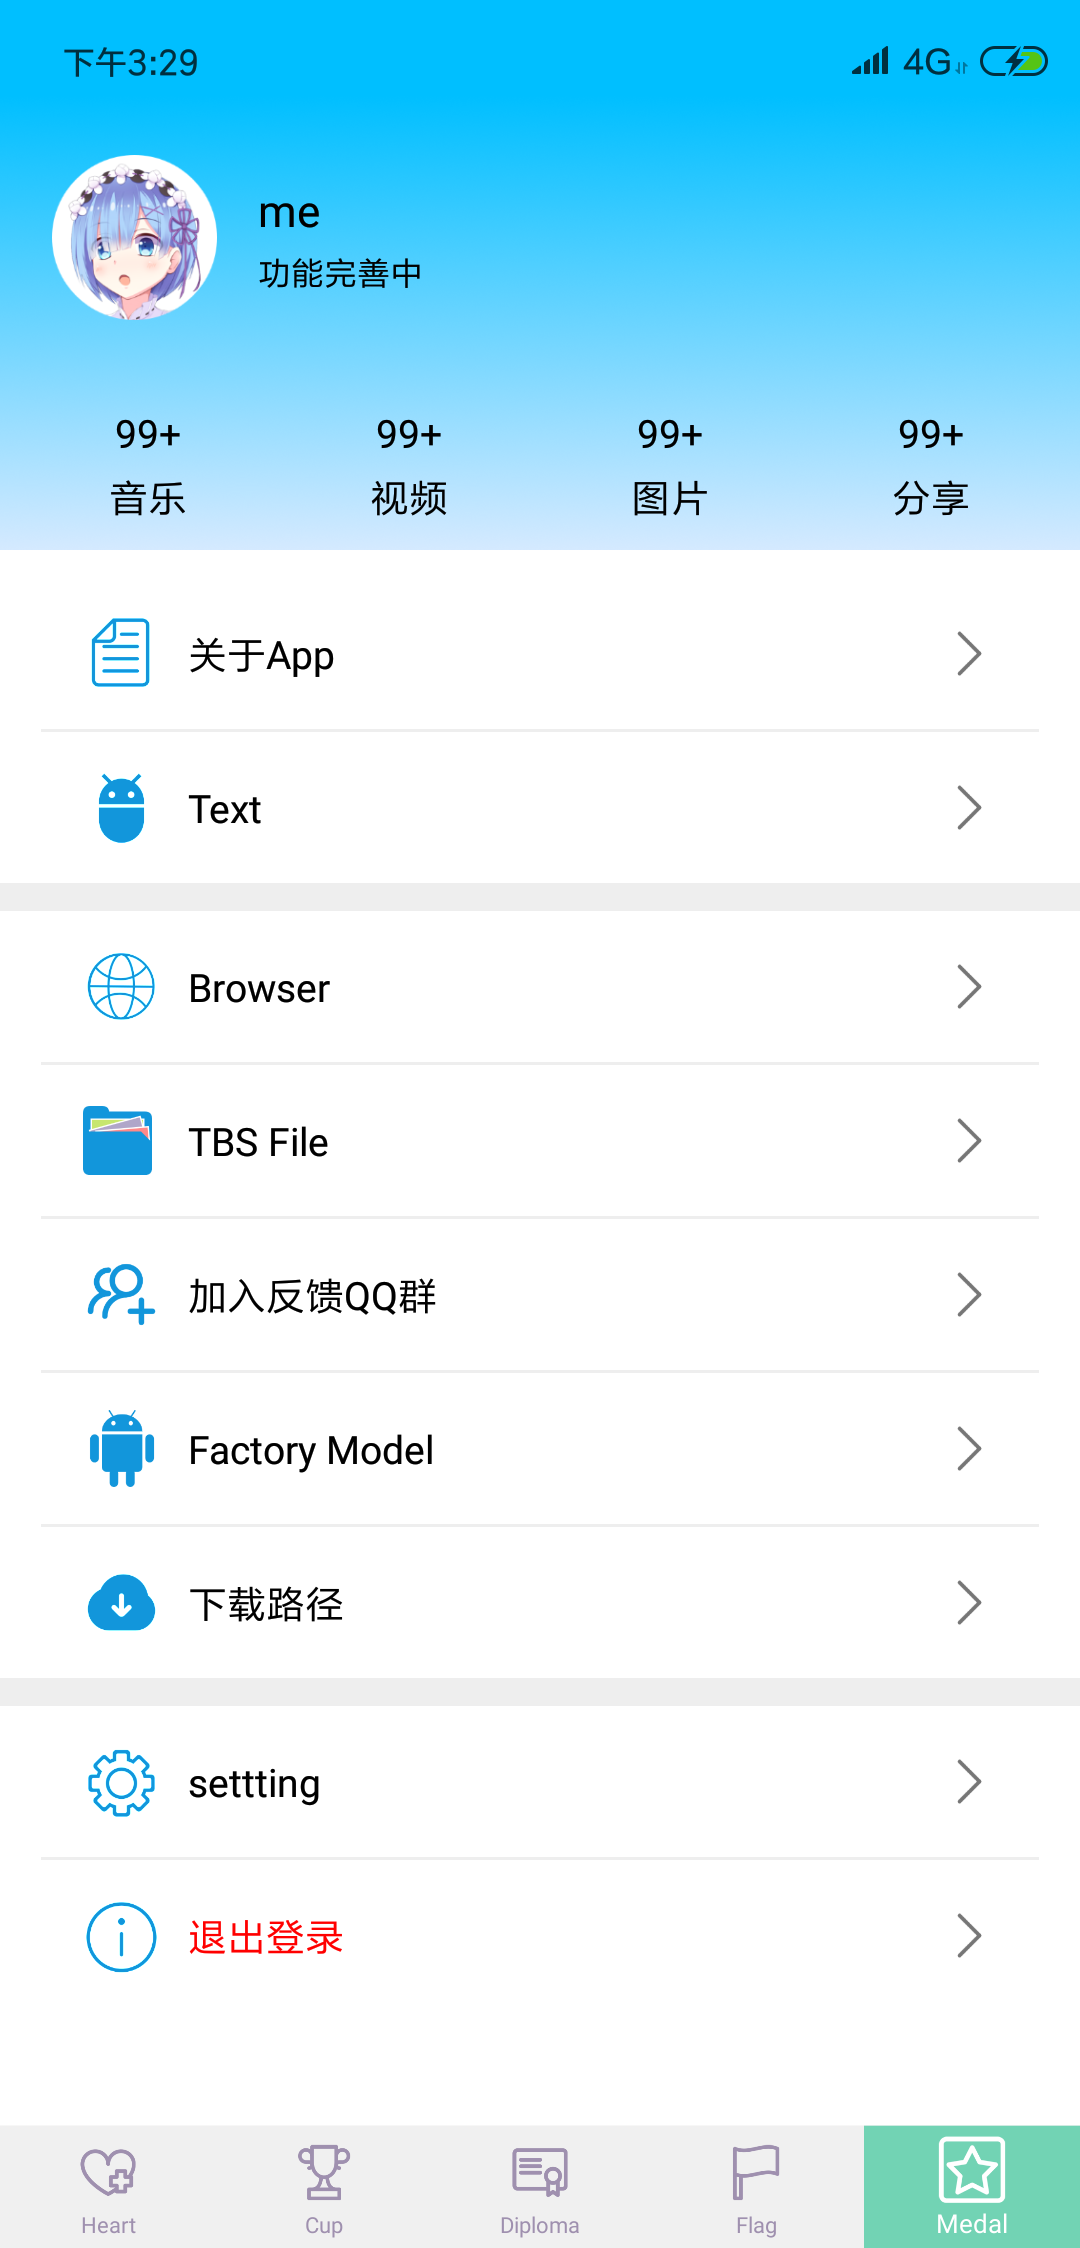 下午3:29
4G
me
功能完善中
99+ 99+ 99+ 99+
音乐 视频 图片 分享
关于App
Text
Browser
TBS File
加入反馈QQ群
Factory Model
下载路径
settting
退出登录
Heart Cup Diploma Flag Medal